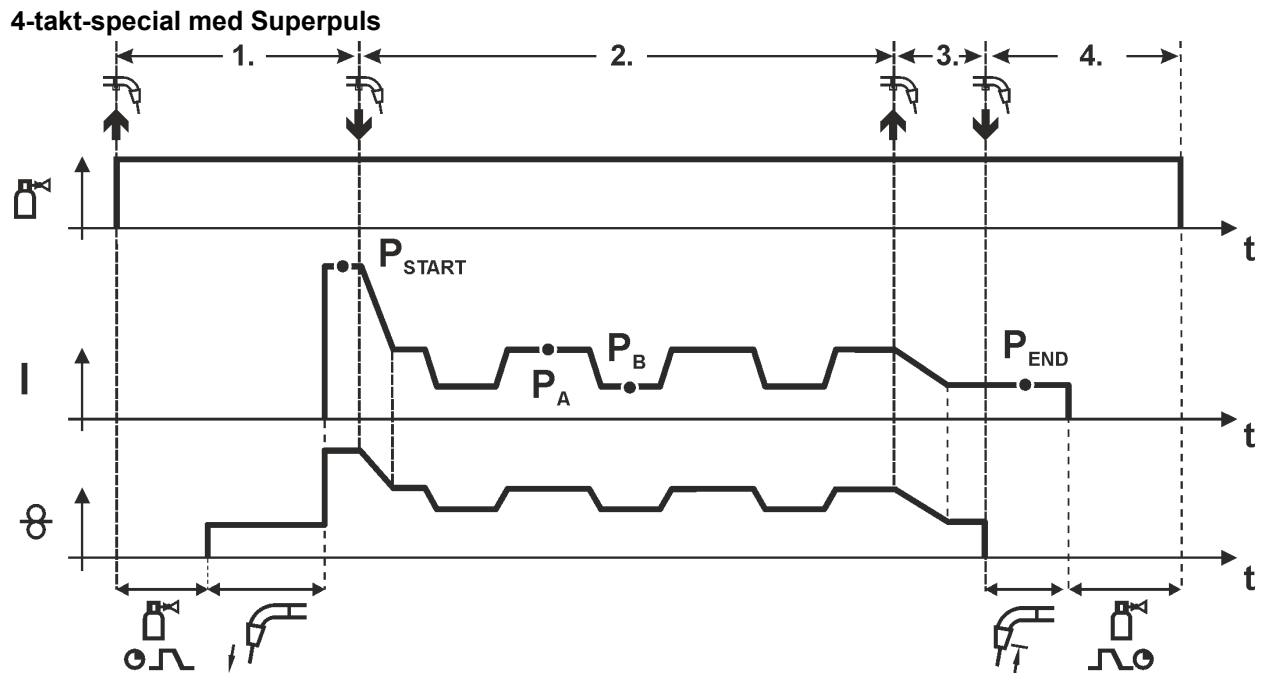 4-takt-special med Superpuls
1. 2. 3. 4.
t
P START
P B
P END
I
P A
t
t